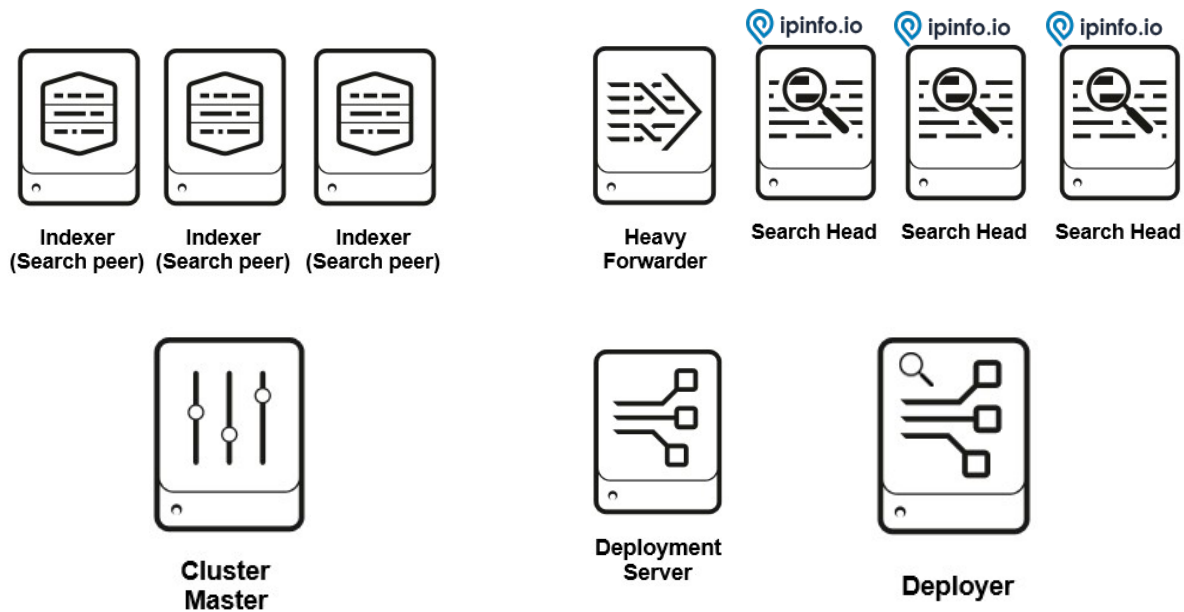 ipinfo.io
ipinfo.io
ipinfo.io
Indexer
(Search peer)
Indexer
(Search peer)
Indexer
(Search peer)
Heavy
Forwarder
Search Head
Search Head
Search Head
Cluster
Master
Deployment
Server
Deployer